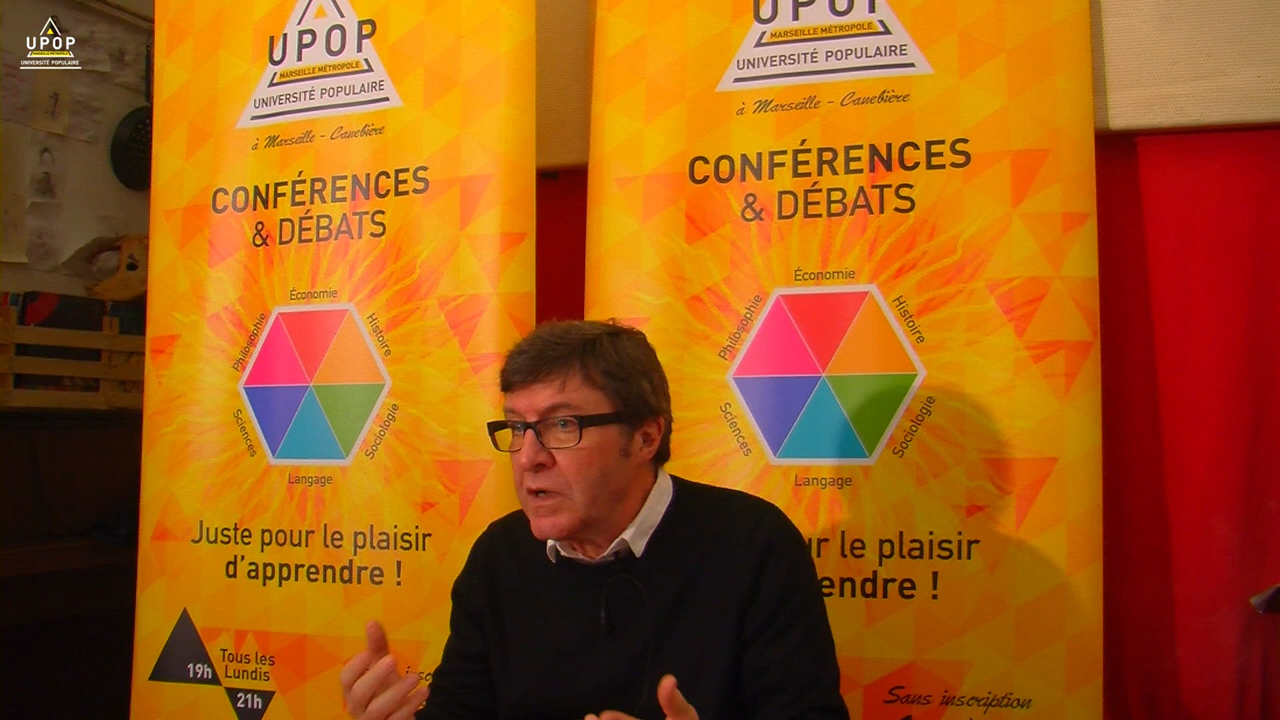 UPOP
MARSEILLE MÉTROPOLE
UNIVERSITÉ POPULAIRE
UPOP
MARSEILLE MÉTROPOLE
UNIVERSITÉ POPULAIRE
à Marseille - Canebière
CONFÉRENCES
& DÉBATS
Économie
Philosophie
Histoire
Sciences
Sociologie
Langage
Juste pour le plaisir
d'apprendre !
19h
Tous les
Lundis
21h
UPOP
MARSEILLE MÉTROPOLE
UNIVERSITÉ POPULAIRE
à Marseille - Canebière
CONFÉRENCES
& DÉBATS
Économie
Philosophie
Histoire
Sciences
Sociologie
Langage
le plaisir
endre !
Sans inscription